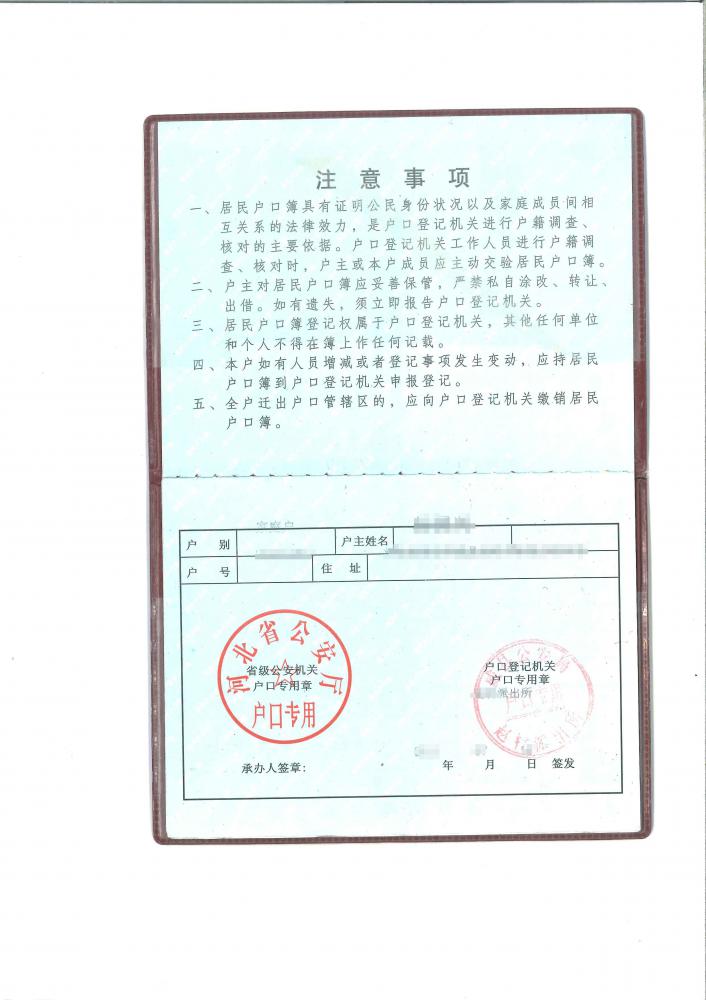 注意事项
一、居民户口簿具有证明公民身份状况以及家庭成员间相
互关系的法律效力，是户口登记机关进行户籍调查、
核对的主要依据。户口登记机关工作人员进行户籍调
查、核对时，户主或本户成员应主动交验居民户口簿。
二、户主对居民户口簿应妥善保管，严禁私自涂改、转让、
出借。如有遗失，须立即报告户口登记机关。
三、居民户口簿登记权属于户口登记机关，其他任何单位
和个人不得在簿上作任何记载。
四、本户如有人员增减或者登记事项发生变动，应持居民
户口簿到户口登记机关申报登记。
五、全户迁出户口管辖区的，应向户口登记机关缴销居民
户口簿。
家庭户
户别 户主姓名
户号 住址
河北省公安厅
省级公安机关
户口专用章
户口专用
户口登记机关
户口专用章
派出所
承办人签章：
年 月 日 签发